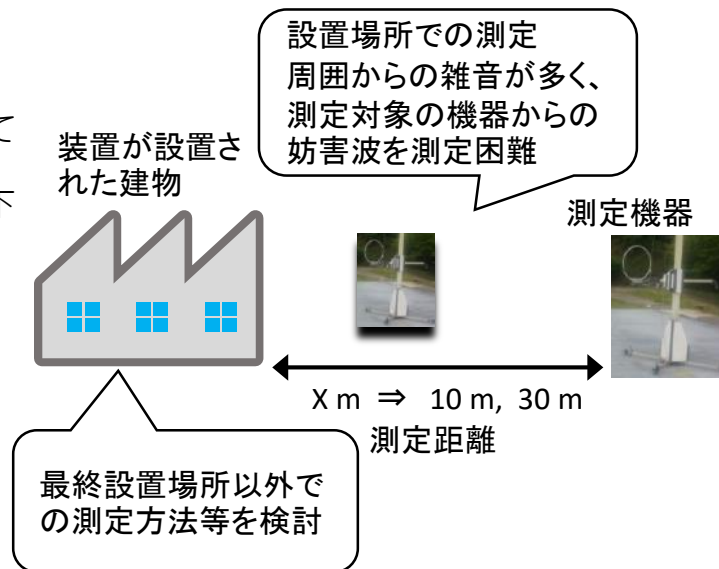 設置場所での測定
周囲からの雑音が多く、
測定対象の機器からの
妨害波を測定困難
装置が設置さ
れた建物
測定機器
X m ⇒ 10 m, 30 m
測定距離
最終設置場所以外で
の測定方法等を検討